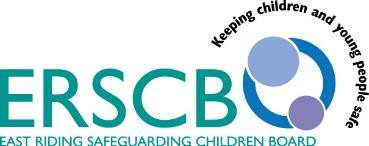 Keeping children and young people safe
ERSCB
EAST RIDING SAFEGUARDING CHILDREN BOARD